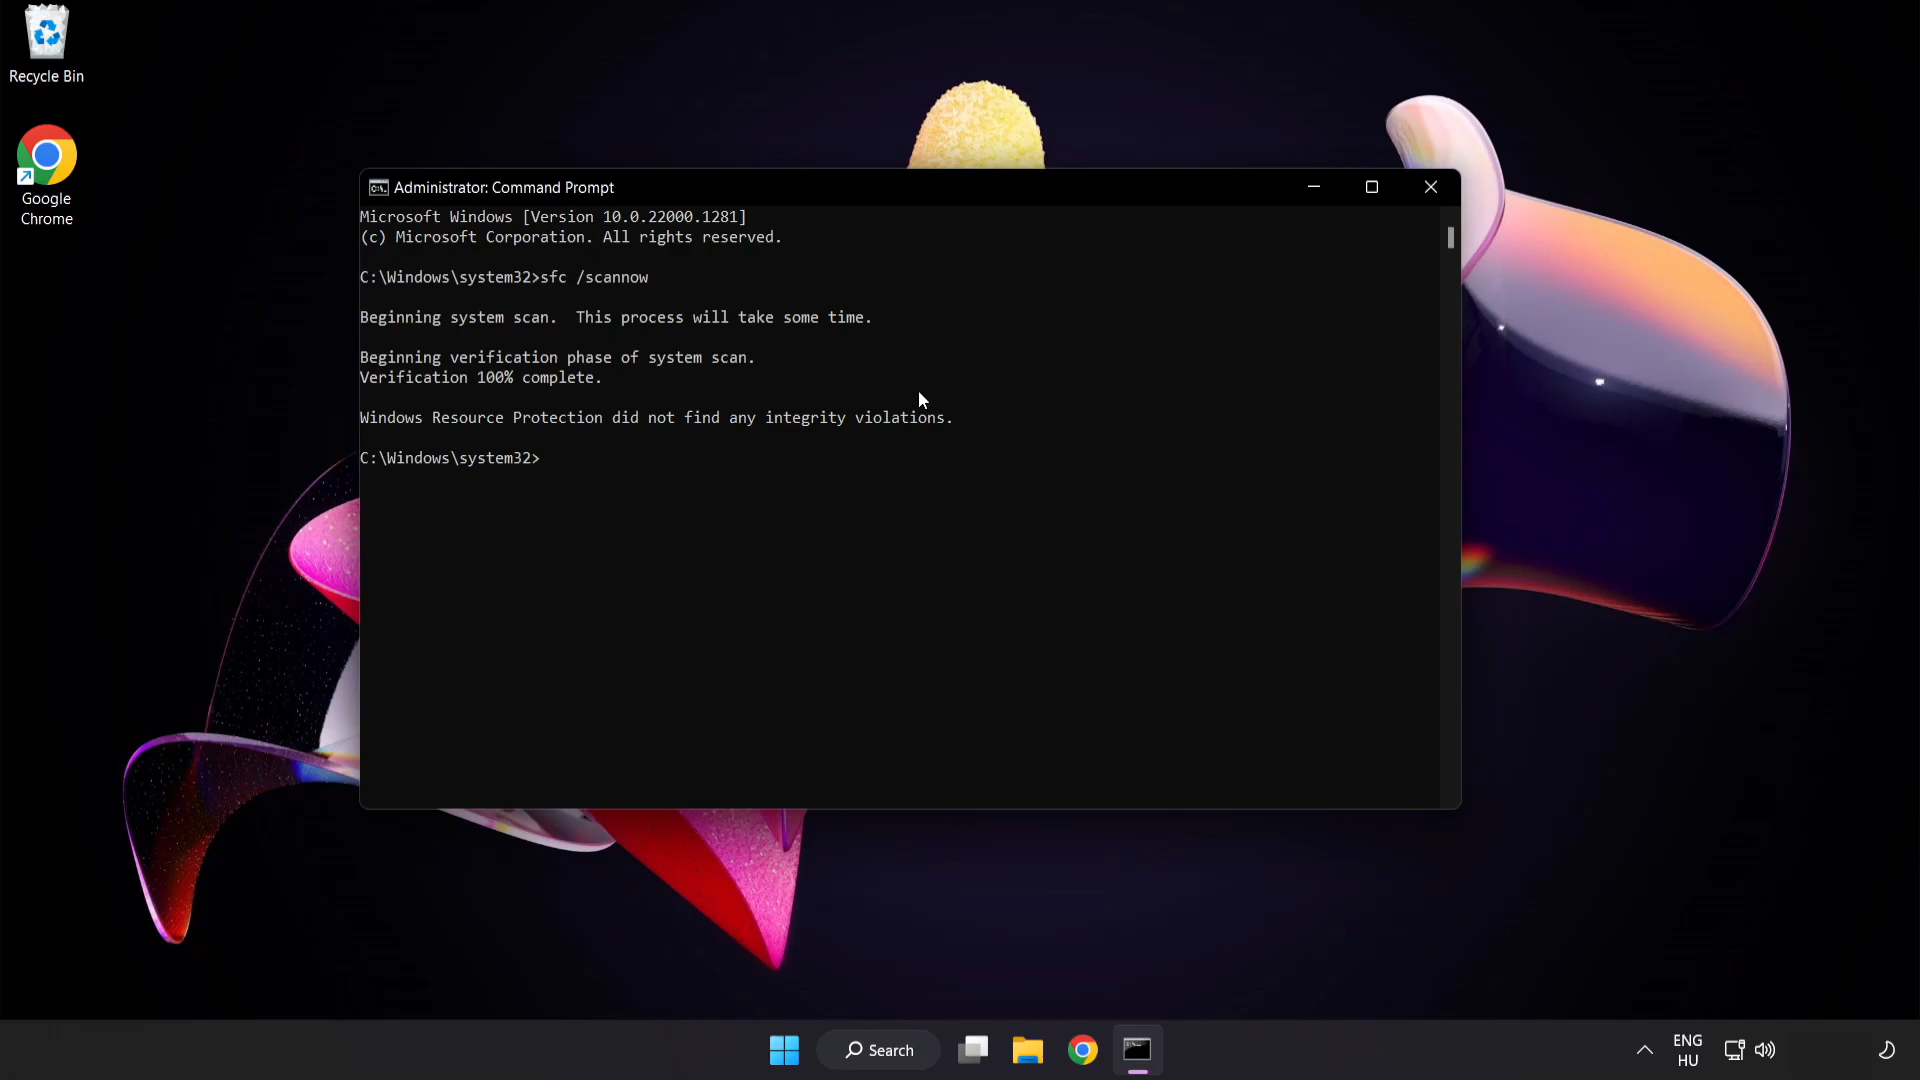 Recycle Bin
Google
Chrome
Administrator: Command Prompt
Microsoft Windows [Version 10.0.22000.1281]
(c) Microsoft Corporation. All rights reserved.
C:\Windows\system32>sfc /scannow
Beginning system scan.  This process will take some time.
Beginning verification phase of system scan.
Verification 100% complete.
Windows Resource Protection did not find any integrity violations.
C:\Windows\system32>
Search
ENG
HU